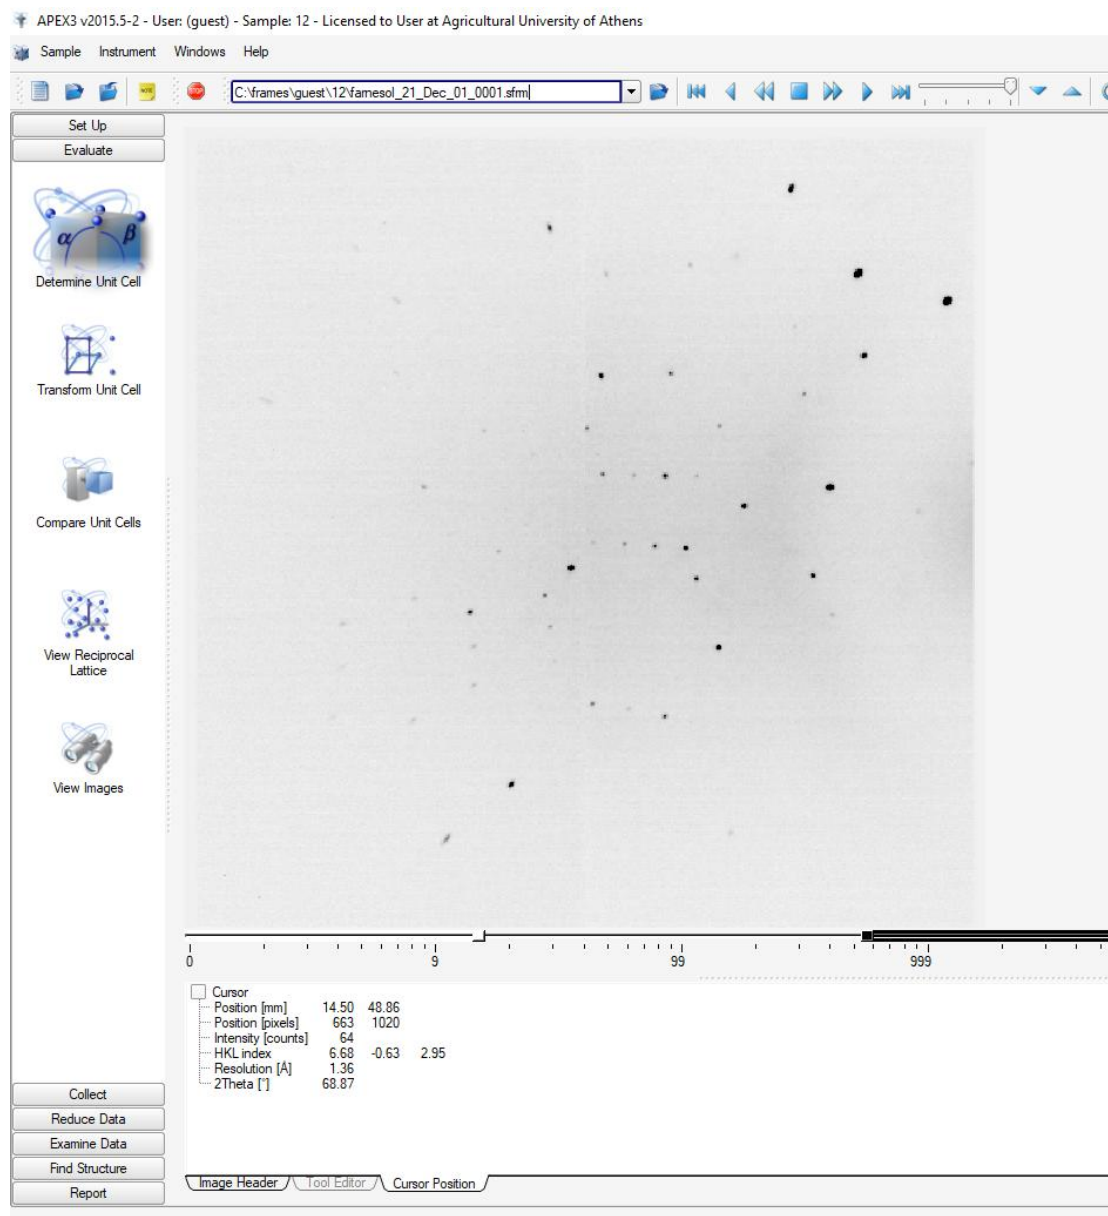 APEX3 v2015.5-2 - User: (guest) - Sample: 12 - Licensed to User at Agricultural University of Athens
Sample Instrument Windows Help
NOTE STOP C:\frames\guest\12\famesol_21_Dec_01_0001.sfrm
Set Up
Evaluate
α β
Determine Unit Cell
Transform Unit Cell
Compare Unit Cells
View Reciprocal
Lattice
View Images
0 9 99 999
Cursor
Position [mm] 14.50 48.86
Position [pixels] 663 1020
Intensity [counts] 64
HKL index 6.68 -0.63 2.95
Resolution [Å] 1.36
2Theta [°] 68.87
Collect
Reduce Data
Examine Data
Find Structure
Report
Image Header Tool Editor Cursor Position